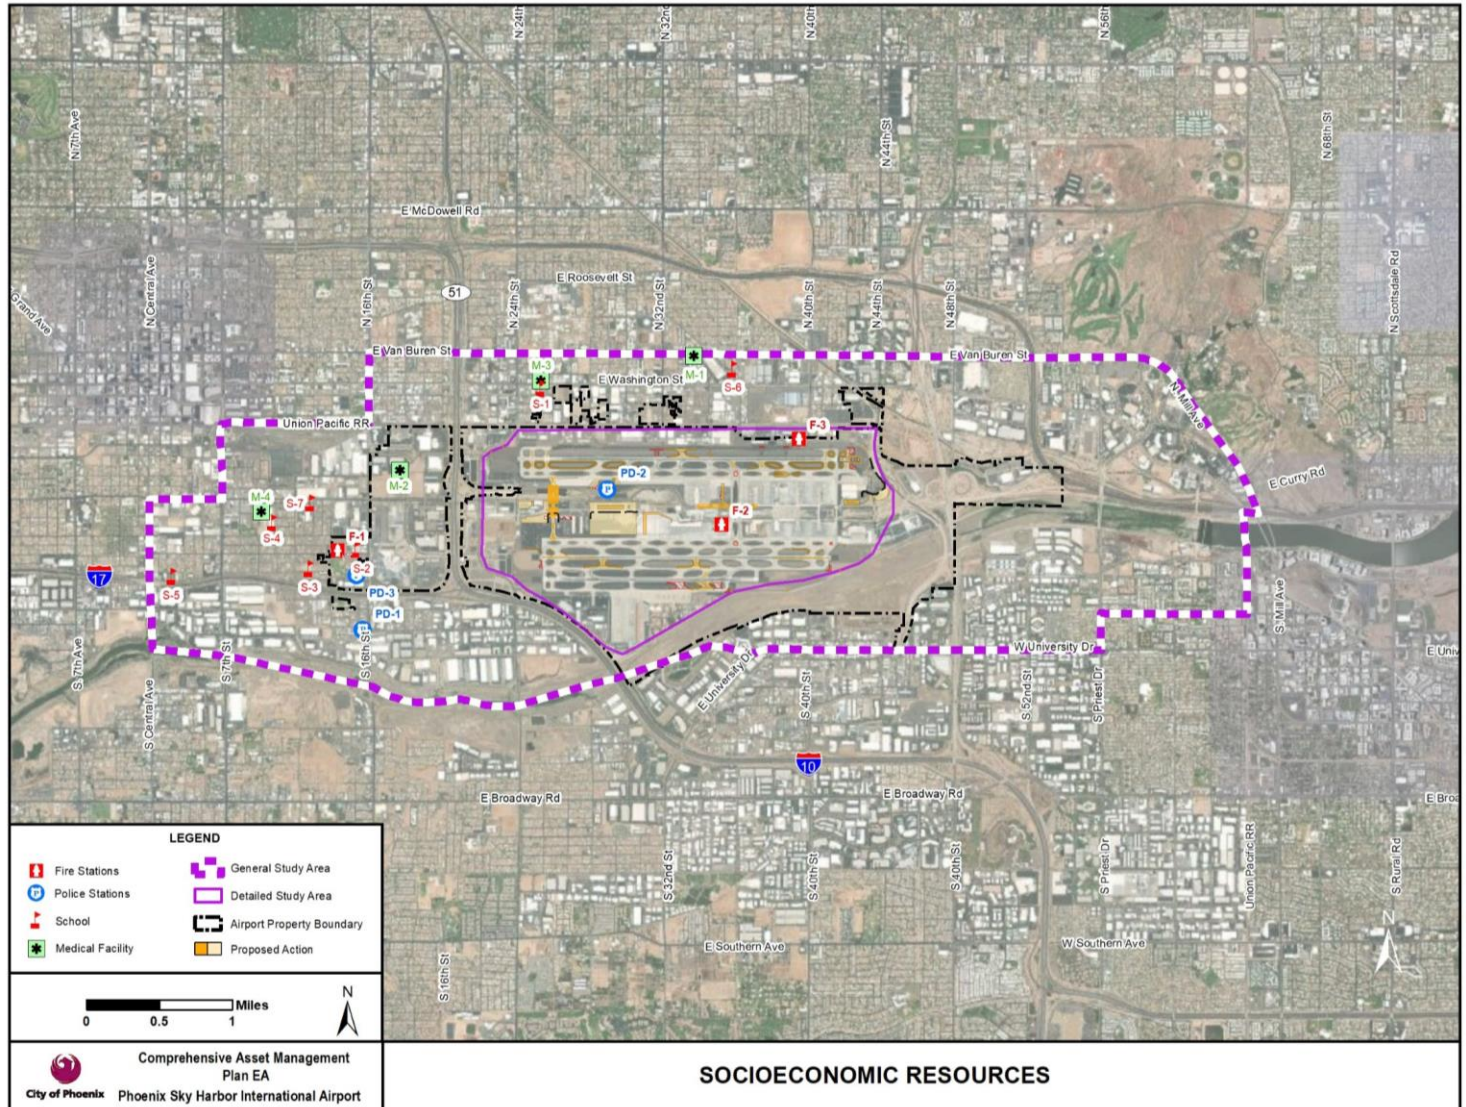 N 24th
N 32nd
N 40th
N 56th
N 7th Ave
N 44th St
N 68th St
E McDowell Rd
N Central Ave
N 16th St
51
N 24th St
E Roosevelt St
N 32nd St
N 40th St
N 44th St
N 48th St
N Scottsdale Rd
Grand Ave
E Van Buren St
E Van Buren St
M-3
E Washington St
M-1
S-6
S-1
N Mill Ave
Union Pacific RR
F-3
M-2
PD-2
E Curry Rd
M-4
S-7
S-4
F-2
F-1
S-2
17
S-5
S-3
PD-3
PD-1
S 7th Ave
S 7th St
S 16th St
S Mill Ave
W University Dr
E Univ
E University Dr
S Central Ave
S 40th St
S 52nd St
S Priest Dr
10
E Broadway Rd
E Broadway Rd
E Broa
S 32nd St
S 40th St
S 40th St
S Priest Dr
Union Pacific RR
S Rural Rd
S 16th St
E Southern Ave
W Southern Ave
N
LEGEND
Fire Stations
General Study Area
Police Stations
Detailed Study Area
School
Airport Property Boundary
Medical Facility
Proposed Action
Miles
0 0.5 1
N
City of Phoenix
Comprehensive Asset Management
Plan EA
Phoenix Sky Harbor International Airport
SOCIOECONOMIC RESOURCES